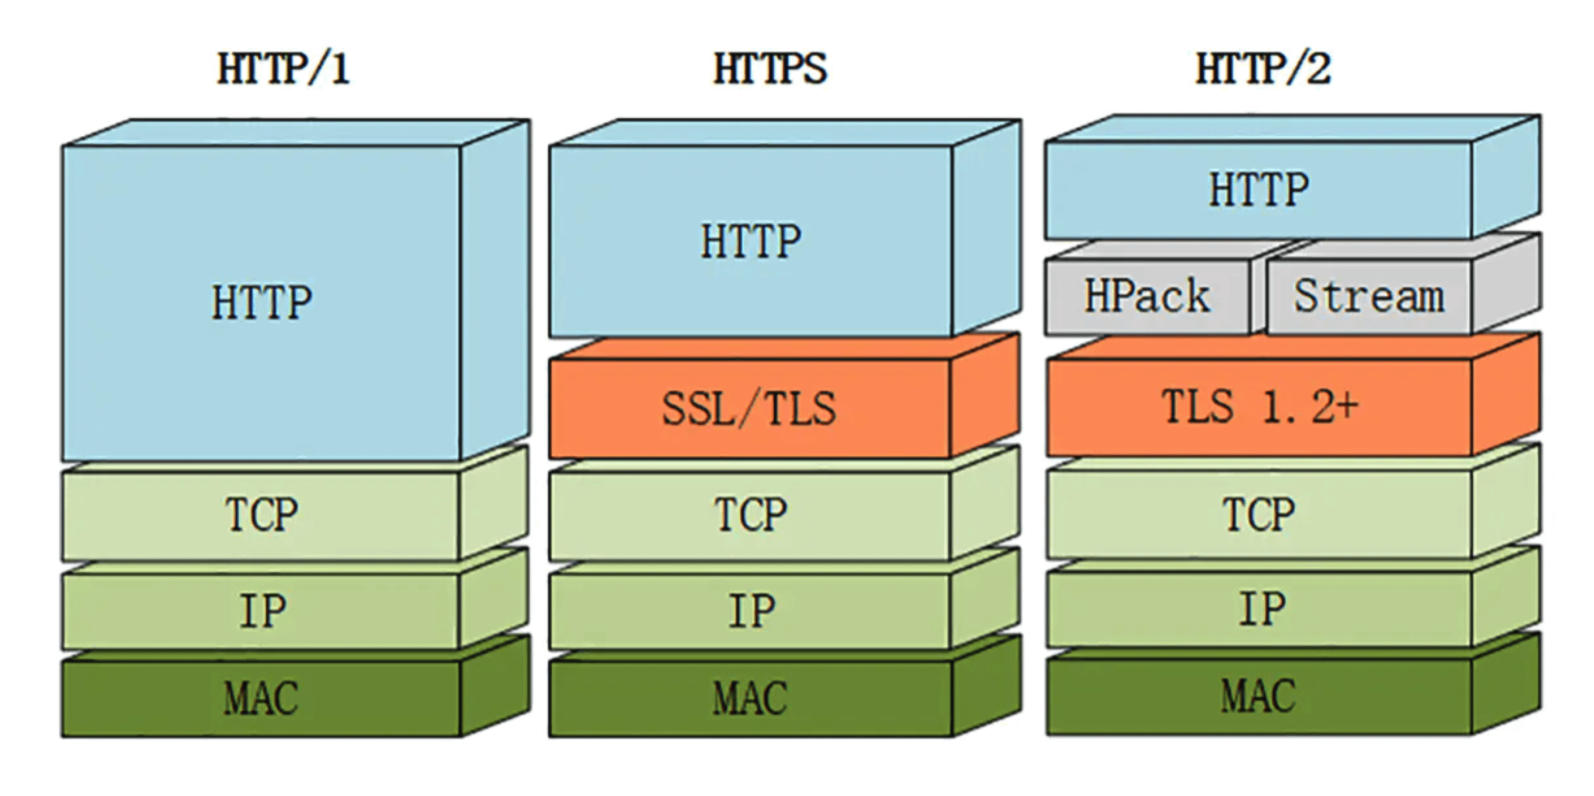 HTTP/1
HTTPS
HTTP/2
HTTP
TCP
IP
MAC
HTTP
SSL/TLS
TCP
IP
MAC
HTTP
HPack
Stream
TLS 1.2+
TCP
IP
MAC